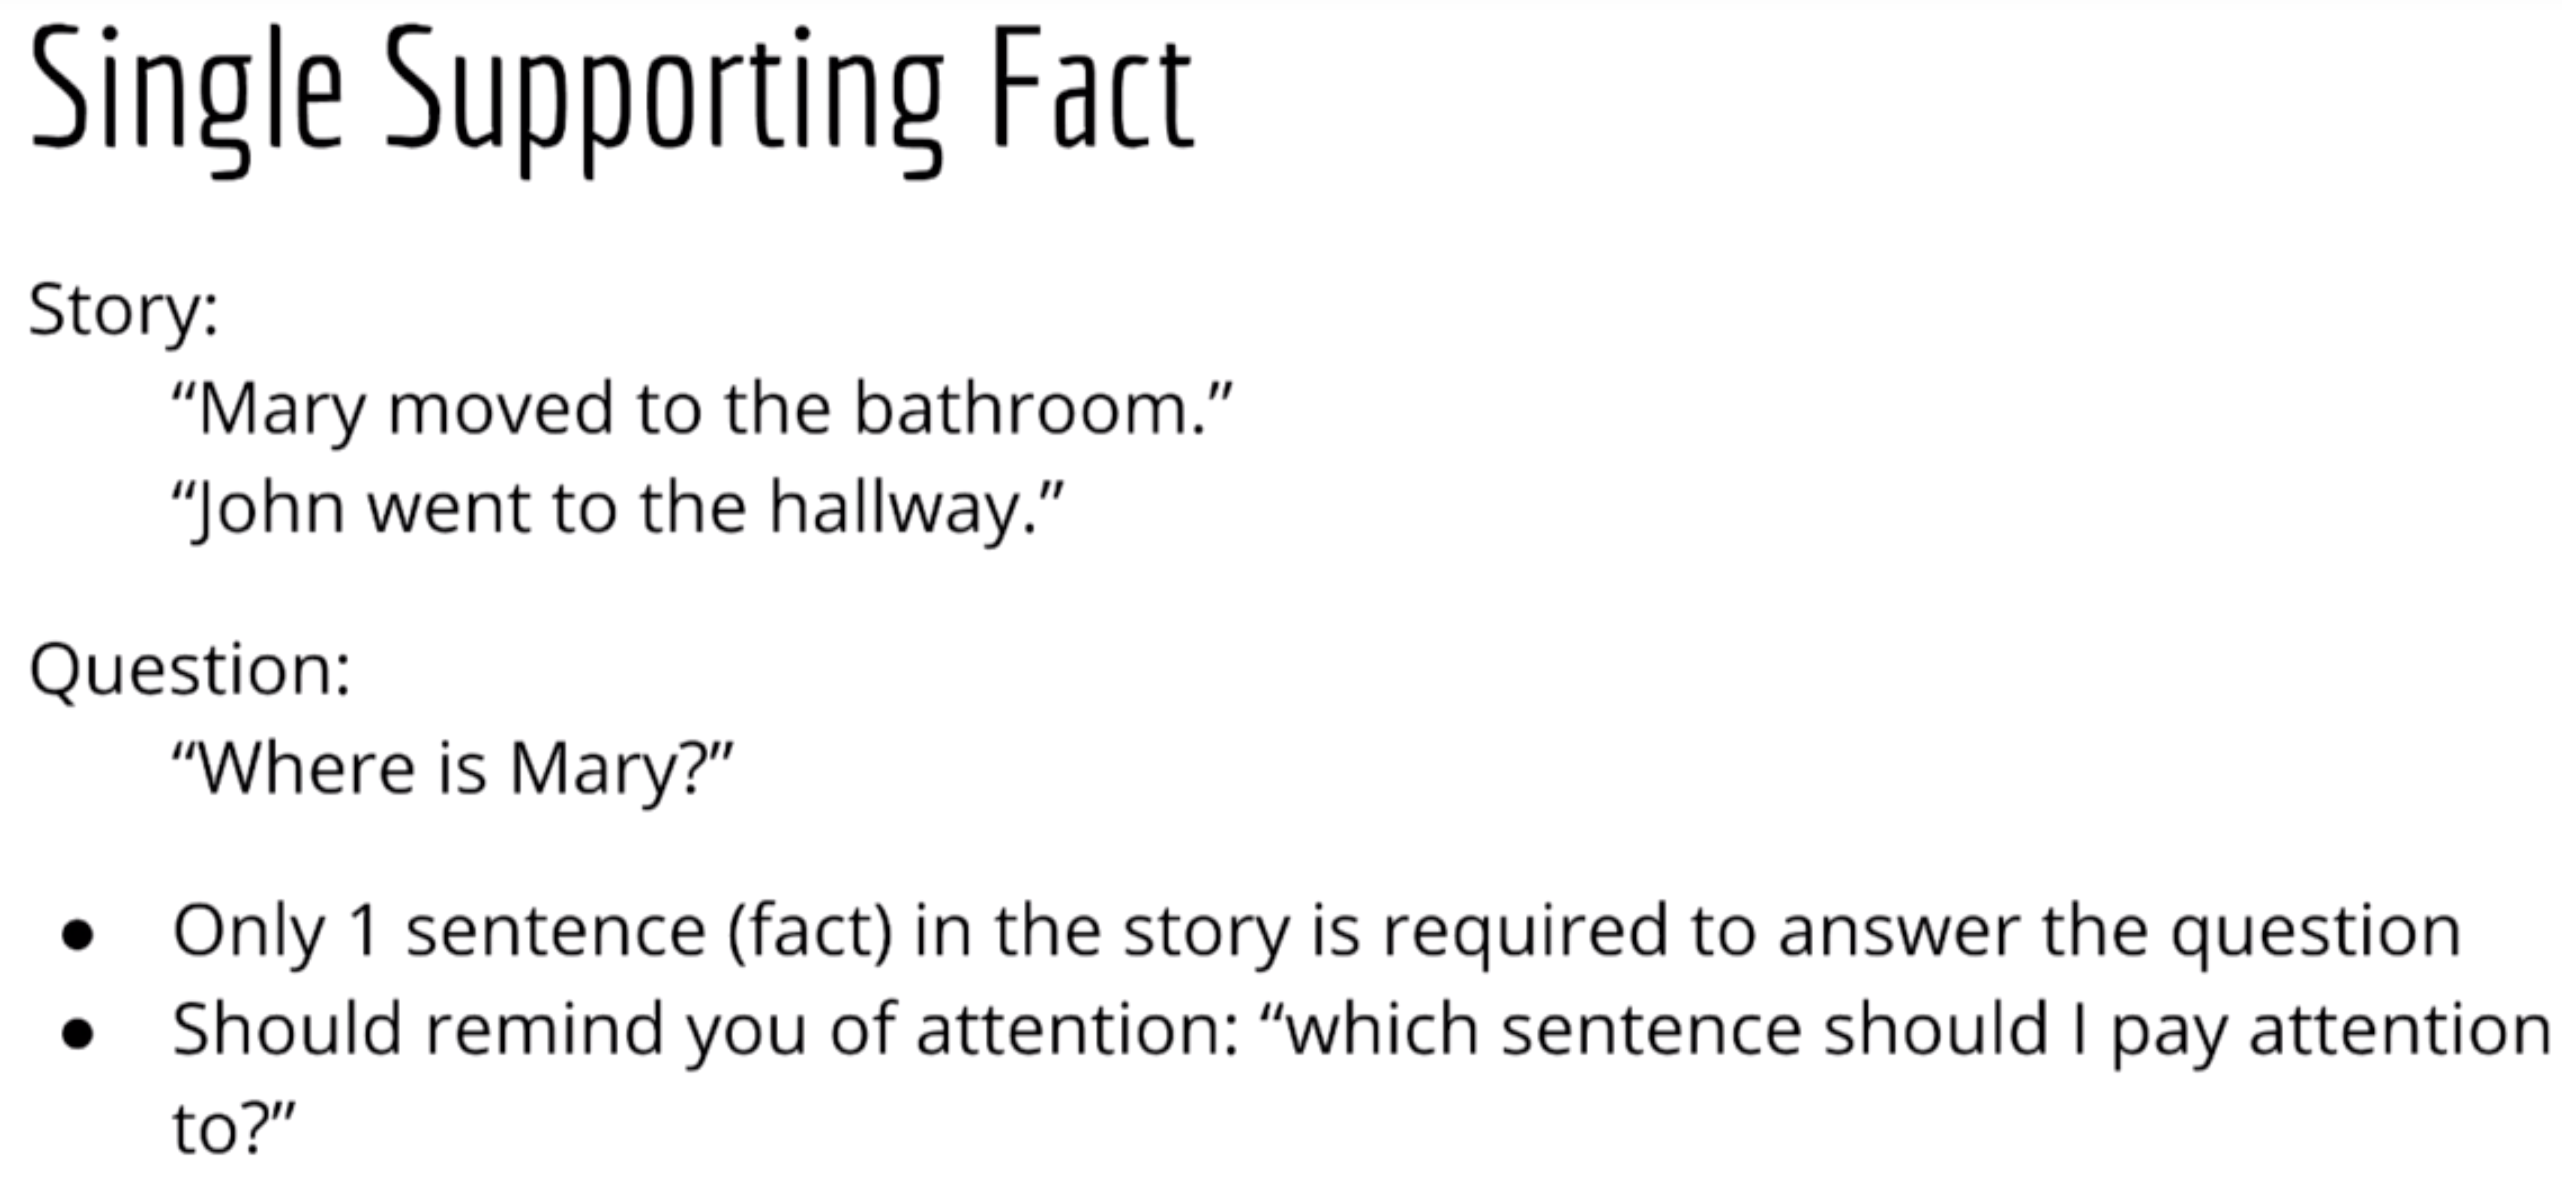 Single Supporting Fact
Story:
“Mary moved to the bathroom.”
“John went to the hallway.”
Question:
“Where is Mary?”
● Only 1 sentence (fact) in the story is required to answer the question
● Should remind you of attention: “which sentence should I pay attention
to?”